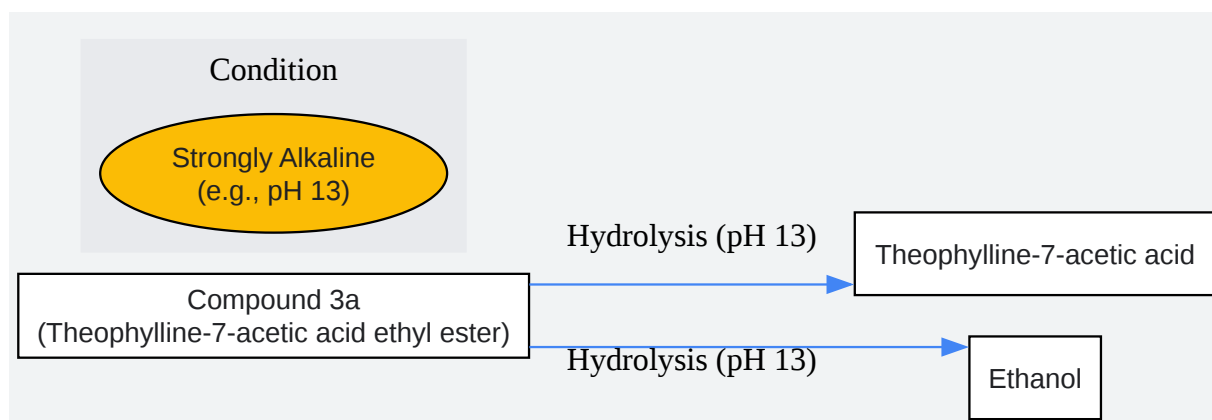 Condition
Strongly Alkaline
(e.g., pH 13)
Hydrolysis (pH 13)
Theophylline-7-acetic acid
Compound 3a
(Theophylline-7-acetic acid ethyl ester)
Hydrolysis (pH 13)
Ethanol